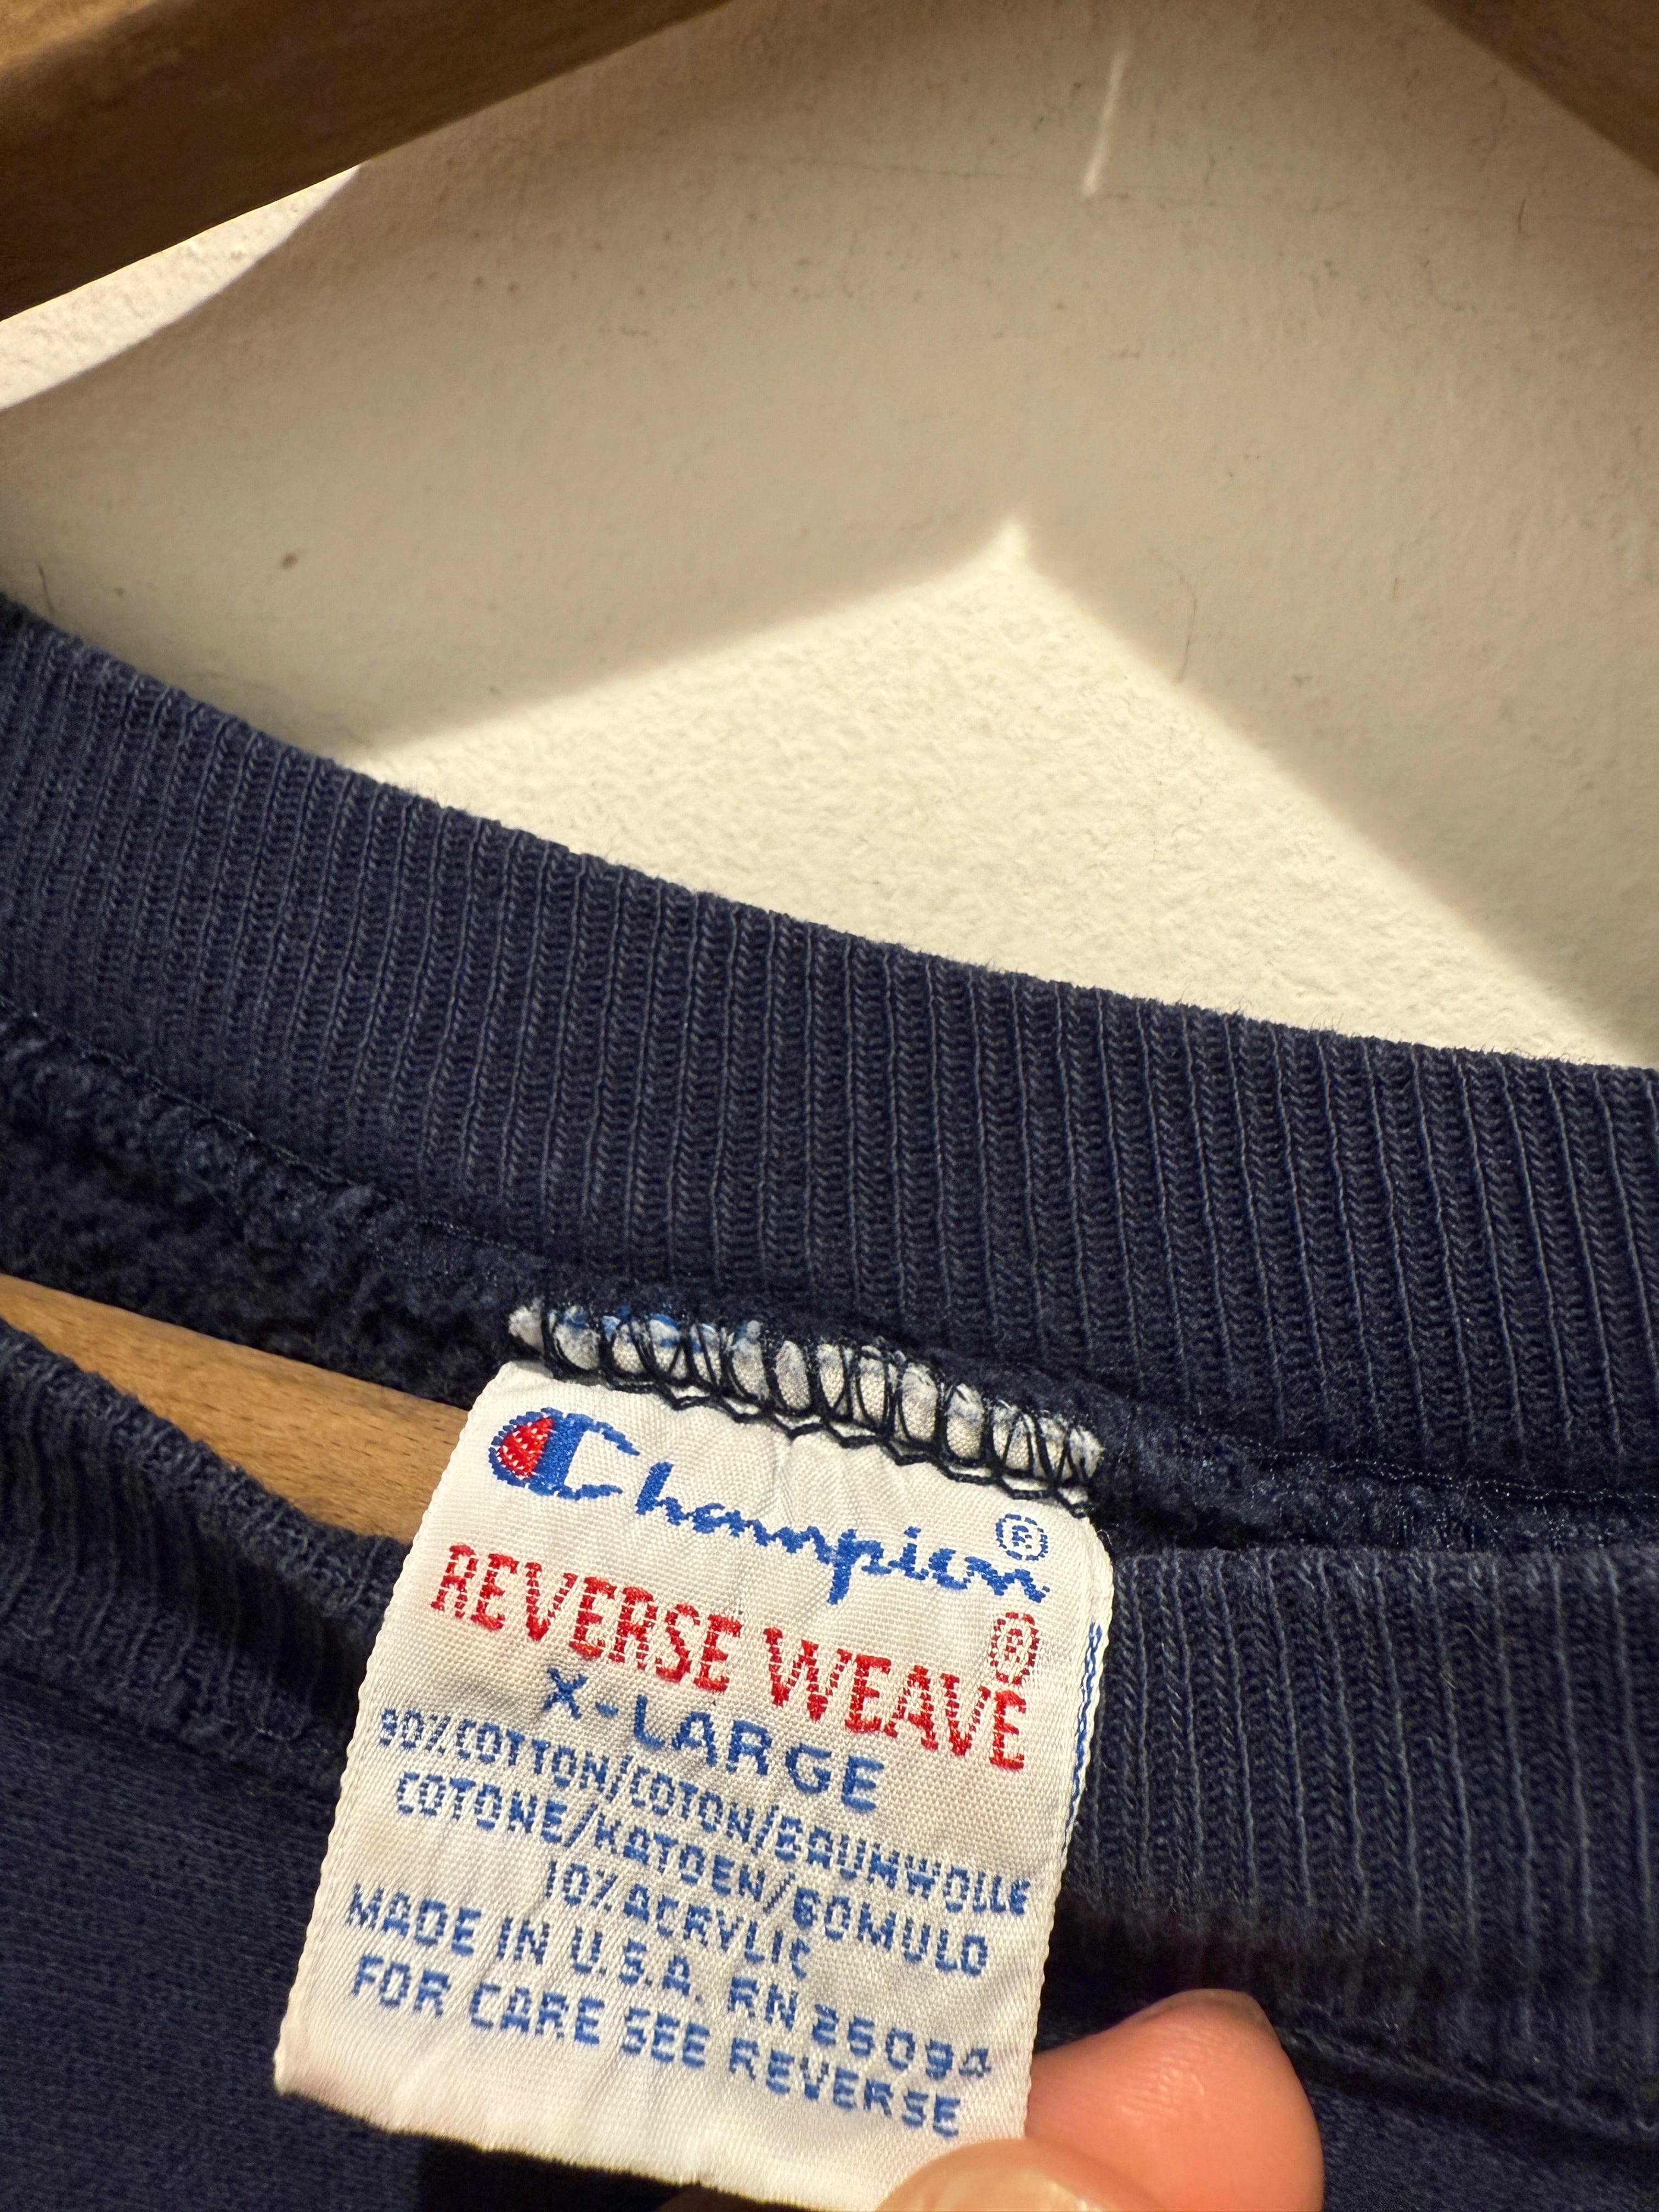 Champion®
REVERSE WEAVE®
X-LARGE
90%COTTON/COTON/BAUMWOLLE
COTONE/KATOEN/BOMULD
10%ACRYLIC
MADE IN U.S.A. RN 26094
FOR CARE SEE REVERSE